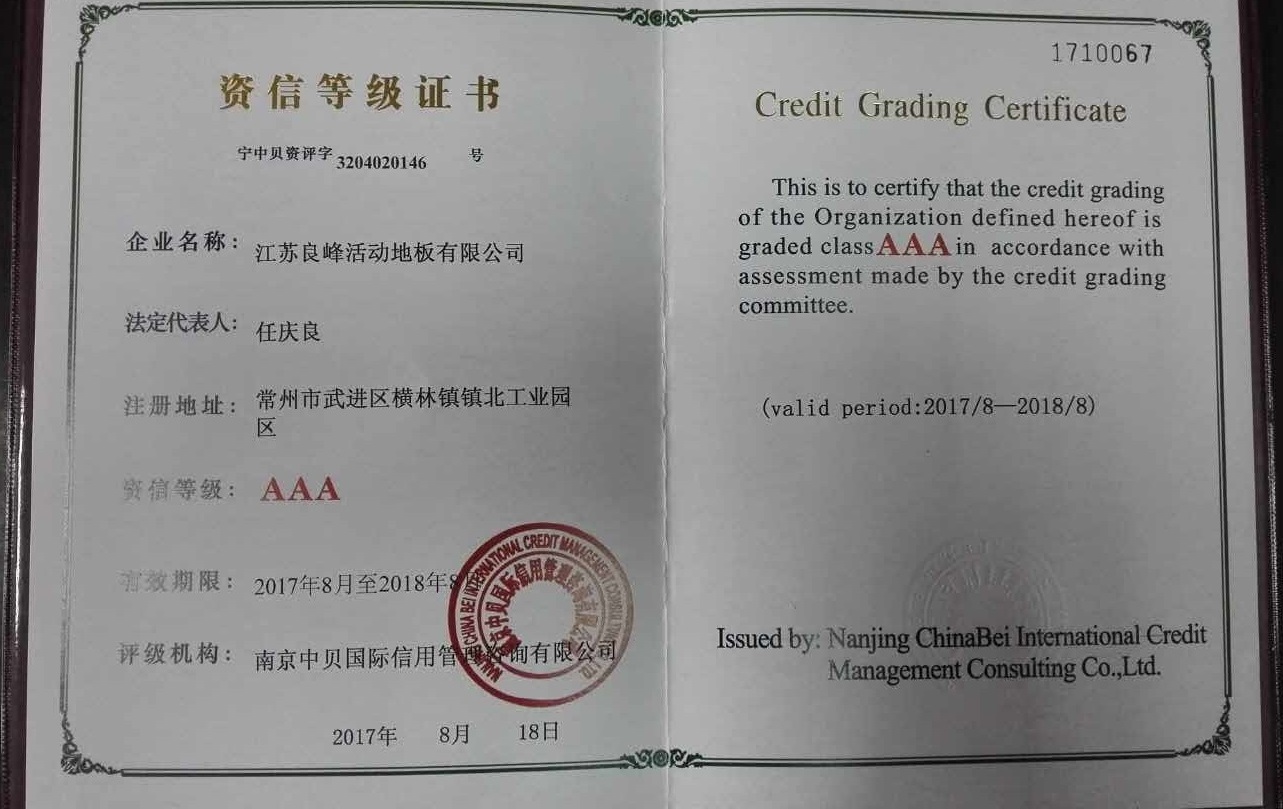 资信等级证书
宁中贝资评字 3204020146 号
企业名称: 江苏良峰活动地板有限公司
法定代表人: 任庆良
注册地址: 常州市武进区横林镇镇北工业园
区
资信等级: AAA
有效期限: 2017年8月至2018年8月
评级机构: 南京中贝国际信用管理咨询有限公司
2017年 8月 18日
1710067
Credit Grading Certificate
This is to certify that the credit grading
of the Organization defined hereof is
graded class AAA in accordance with
assessment made by the credit grading
committee.
(valid period:2017/8—2018/8)
Issued by: Nanjing ChinaBei International Credit
Management Consulting Co.,Ltd.